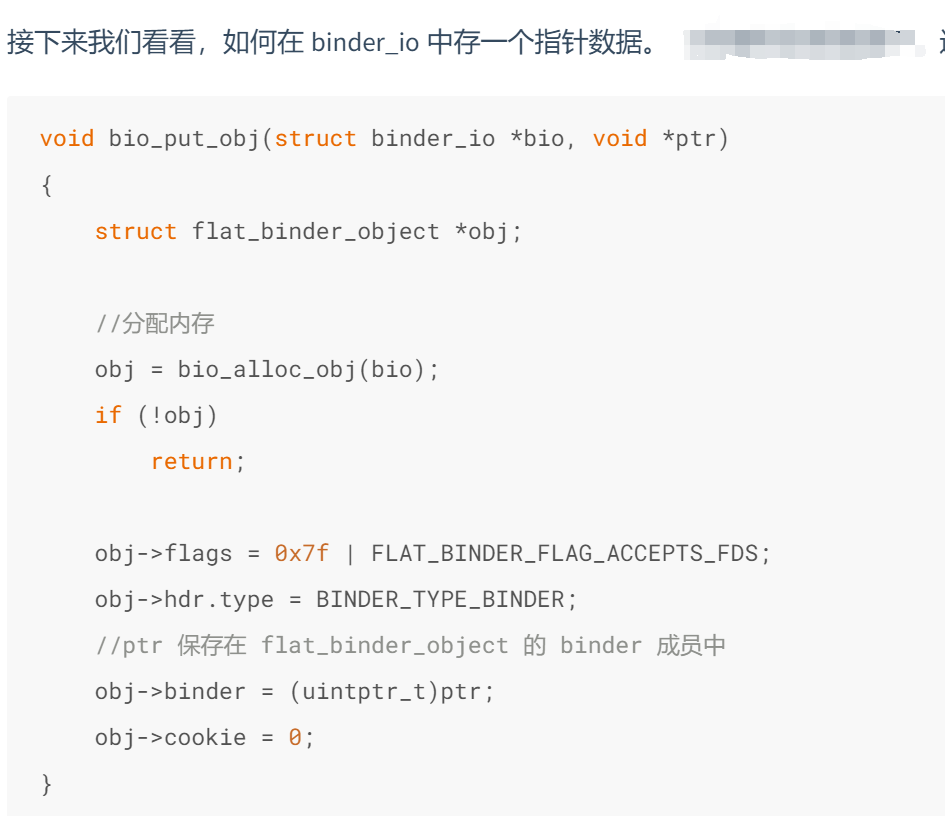 接下来我们看看，如何在 binder_io 中存一个指针数据。
void bio_put_obj(struct binder_io *bio, void *ptr)
{
    struct flat_binder_object *obj;
    //分配内存
    obj = bio_alloc_obj(bio);
    if (!obj)
        return;
    obj->flags = 0x7f | FLAT_BINDER_FLAG_ACCEPTS_FDS;
    obj->hdr.type = BINDER_TYPE_BINDER;
    //ptr 保存在 flat_binder_object 的 binder 成员中
    obj->binder = (uintptr_t)ptr;
    obj->cookie = 0;
}